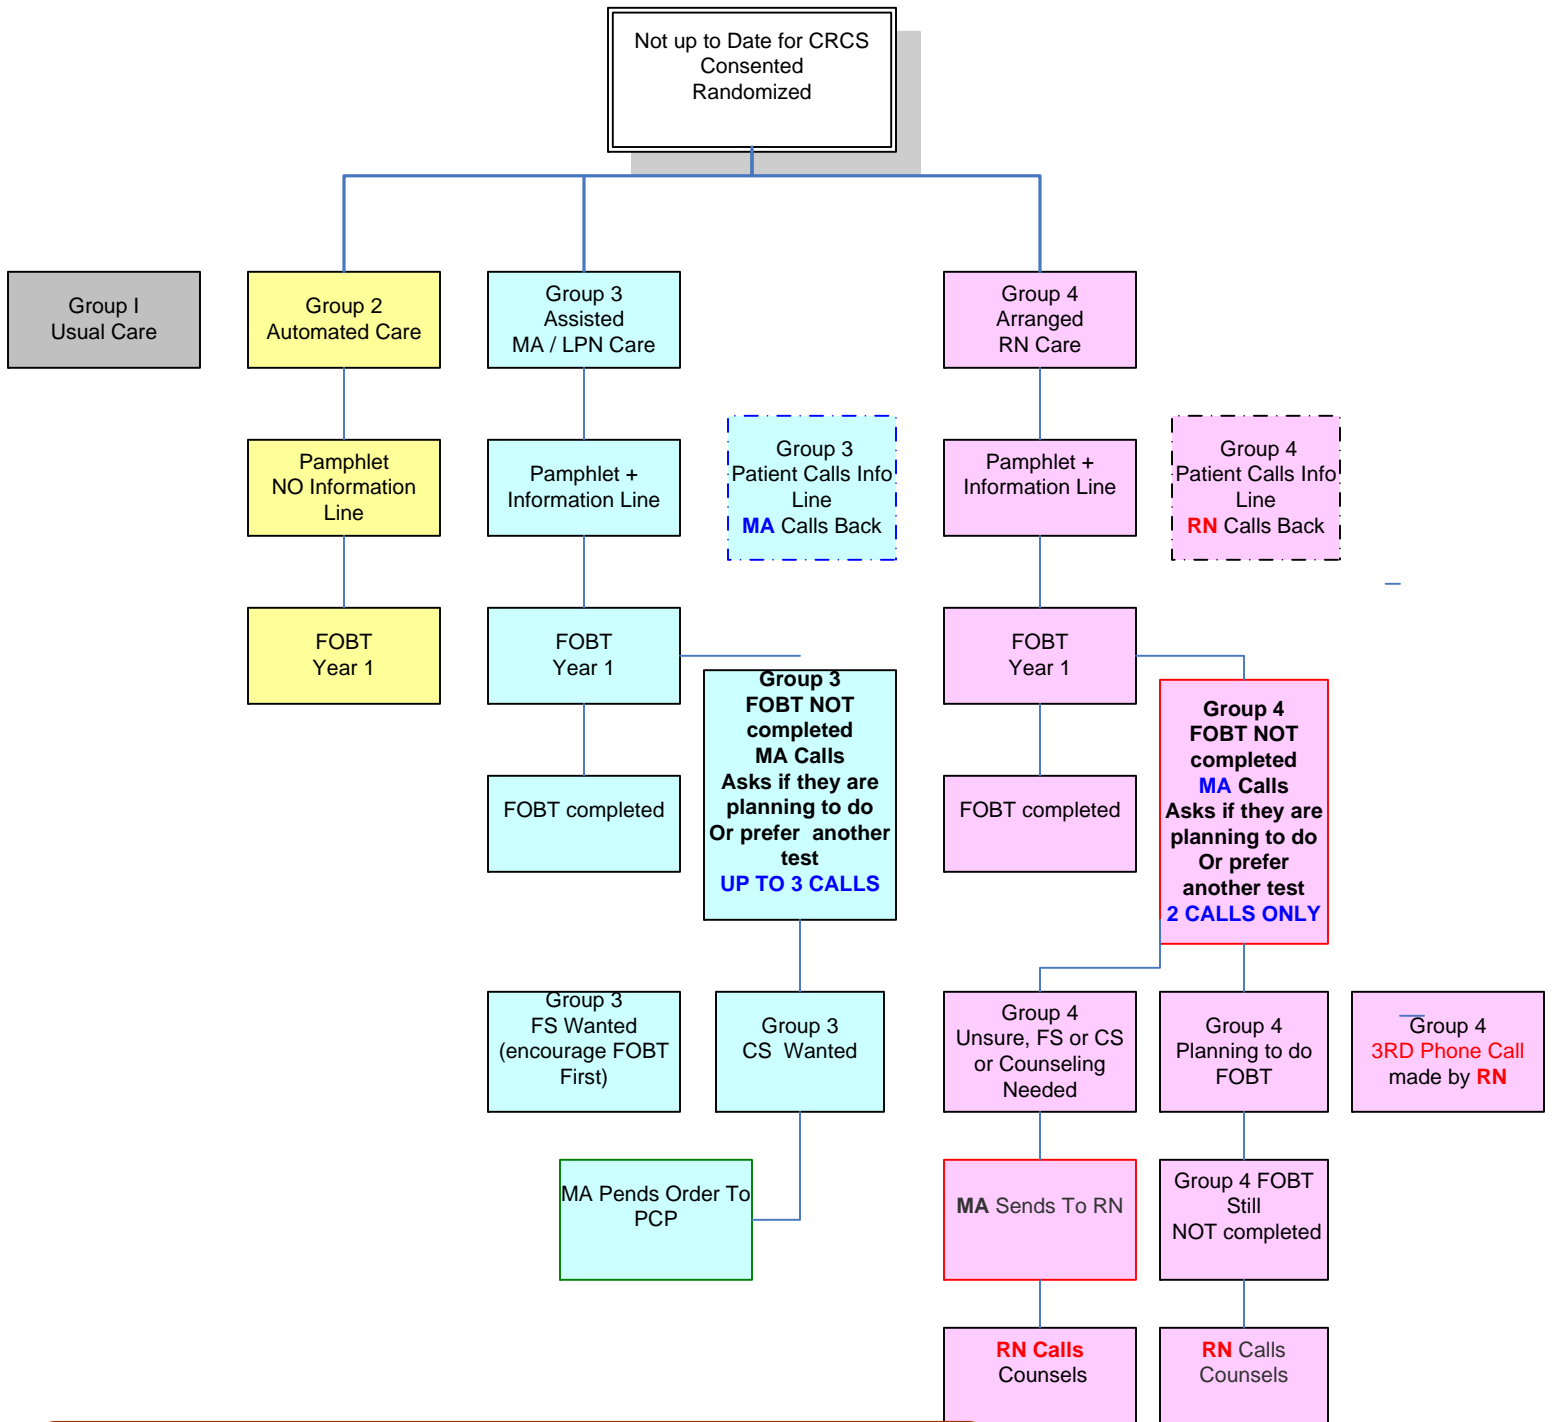 Not up to Date for CRCS
Consented
Randomized
Group I
Usual Care
Group 2
Automated Care
Group 3
Assisted
MA / LPN Care
Group 4
Arranged
RN Care
Pamphlet
NO Information
Line
Pamphlet +
Information Line
Group 3
Patient Calls Info
Line
MA Calls Back
Pamphlet +
Information Line
Group 4
Patient Calls Info
Line
RN Calls Back
FOBT
Year 1
FOBT
Year 1
Group 3
FOBT NOT
completed
MA Calls
Asks if they are
planning to do
Or prefer another
test
UP TO 3 CALLS
FOBT
Year 1
Group 4
FOBT NOT
completed
MA Calls
Asks if they are
planning to do
Or prefer
another test
2 CALLS ONLY
FOBT completed
FOBT completed
Group 3
FS Wanted
(encourage FOBT
First)
Group 3
CS Wanted
Group 4
Unsure, FS or CS
or Counseling
Needed
Group 4
Planning to do
FOBT
Group 4
3RD Phone Call
made by RN
MA Pends Order To
PCP
MA Sends To RN
Group 4 FOBT
Still
NOT completed
RN Calls
Counsels
RN Calls
Counsels